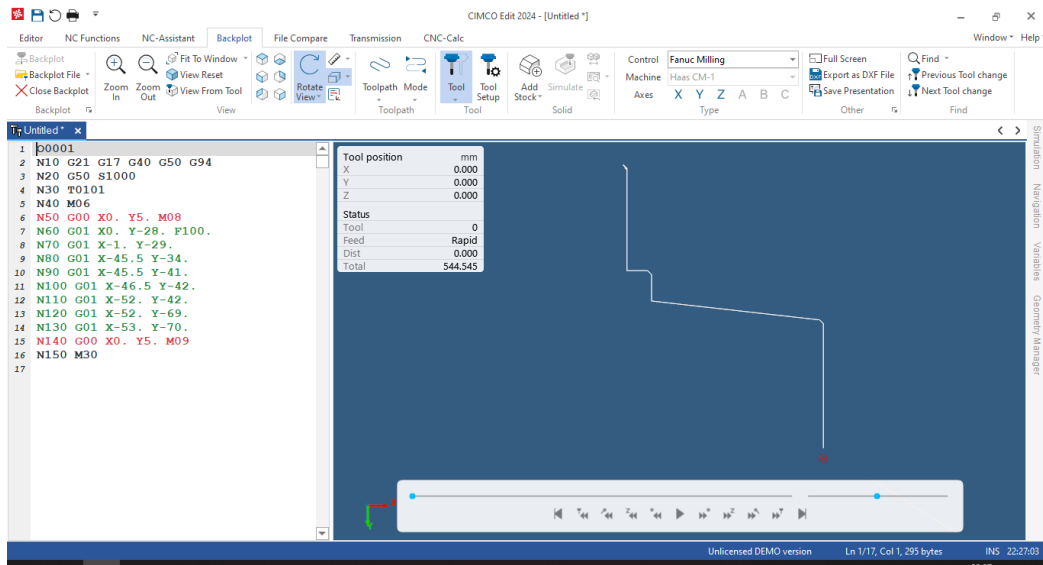 CIMCO Edit 2024 - [Untitled *]
Editor NC Functions NC-Assistant Backplot File Compare Transmission CNC-Calc Window Help
Backplot
Backplot File
Close Backplot
Backplot
Zoom In
Zoom Out
Fit To Window
View Reset
View From Tool
View
Rotate View
Toolpath Mode
Toolpath
Tool
Tool Setup
Tool
Add Stock
Simulate
Solid
Control Fanuc Milling
Machine Haas CM-1
Axes X Y Z A B C
Type
Full Screen
Export as DXF File
Save Presentation
Other
Find
Previous Tool change
Next Tool change
Find
Untitled *
1 O0001
2 N10 G21 G17 G40 G50 G94
3 N20 G50 S1000
4 N30 T0101
5 N40 M06
6 N50 G00 X0. Y5. M08
7 N60 G01 X0. Y-28. F100.
8 N70 G01 X-1. Y-29.
9 N80 G01 X-45.5 Y-34.
10 N90 G01 X-45.5 Y-41.
11 N100 G01 X-46.5 Y-42.
12 N110 G01 X-52. Y-42.
13 N120 G01 X-52. Y-69.
14 N130 G01 X-53. Y-70.
15 N140 G00 X0. Y5. M09
16 N150 M30
17
Tool position mm
X 0.000
Y 0.000
Z 0.000
Status
Tool 0
Feed Rapid
Dist 0.000
Total 544.545
Simulation
Navigation
Variables
Geometry Manager
Unlicensed DEMO version Ln 1/17, Col 1, 295 bytes INS 22:27:03